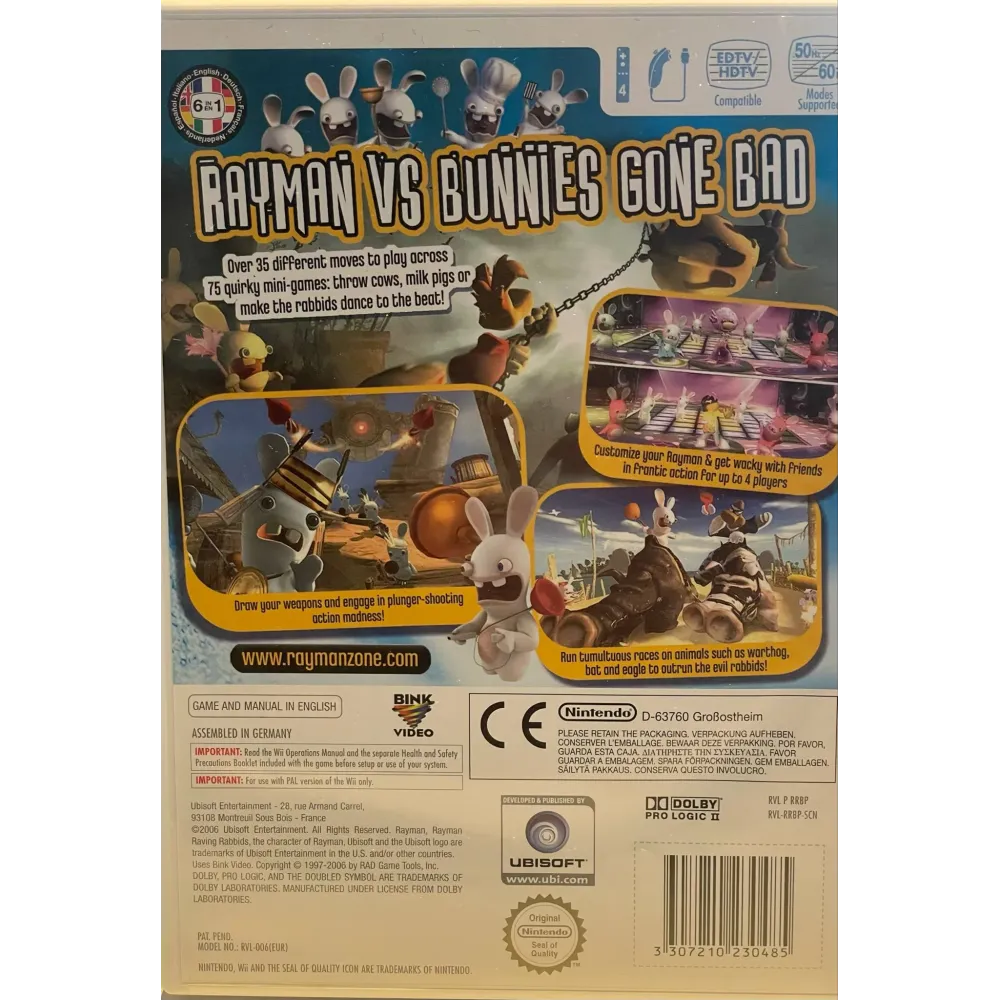 Italiano-English-Deutsch-Français-Nederlands-Español
6 IN EN 1
4
EDTV/
HDTV
Compatible
50Hz
60
Modes
Supporte
RAYMAN VS BUNNIES GONE BAD
Over 35 different moves to play across
75 quirky mini-games: throw cows, milk pigs or
make the rabbids dance to the beat!
Customize your Rayman & get wacky with friends
in frantic action for up to 4 players
Draw your weapons and engage in plunger-shooting
action madness!
Run tumultuous races on animals such as warthog,
bat and eagle to outrun the evil rabbids!
www.raymanzone.com
GAME AND MANUAL IN ENGLISH
ASSEMBLED IN GERMANY
IMPORTANT: Read the Wii Operations Manual and the separate Health and Safety
Precautions Booklet included with the game before setup or use of your system.
IMPORTANT: For use with PAL version of the Wii only.
BINK
VIDEO
CE
Nintendo D-63760 Großostheim
PLEASE RETAIN THE PACKAGING. VERPACKUNG AUFHEBEN.
CONSERVER L'EMBALLAGE. BEWAAR DEZE VERPAKKING. POR FAVOR,
GUARDA ESTA CAJA. ΔΙΑΤΗΡΗΣΤΕ ΤΗΝ ΣΥΣΚΕΥΑΣΙΑ. FAVOR
GUARDAR A EMBALAGEM. SPARA FÖRPACKNINGEN. GEM EMBALLAGEN.
SÄILYTÄ PAKKAUS. CONSERVA QUESTO INVOLUCRO.
Ubisoft Entertainment - 28, rue Armand Carrel,
93108 Montreuil Sous Bois - France
©2006 Ubisoft Entertainment. All Rights Reserved. Rayman, Rayman
Raving Rabbids, the character of Rayman, Ubisoft and the Ubisoft logo are
trademarks of Ubisoft Entertainment in the U.S. and/or other countries.
Uses Bink Video. Copyright © 1997-2006 by RAD Game Tools, Inc.
DOLBY, PRO LOGIC, AND THE DOUBLED SYMBOL ARE TRADEMARKS OF
DOLBY LABORATORIES. MANUFACTURED UNDER LICENSE FROM DOLBY
LABORATORIES.
PAT. PEND.
MODEL NO.: RVL-006(EUR)
NINTENDO, Wii AND THE SEAL OF QUALITY ICON ARE TRADEMARKS OF NINTENDO.
DEVELOPED & PUBLISHED BY
UBISOFT
www.ubi.com
Original
Nintendo
Seal of
Quality
TM
DOLBY
PRO LOGIC II
RVL P RRBP
RVL-RRBP-SCN
3 307210 230485